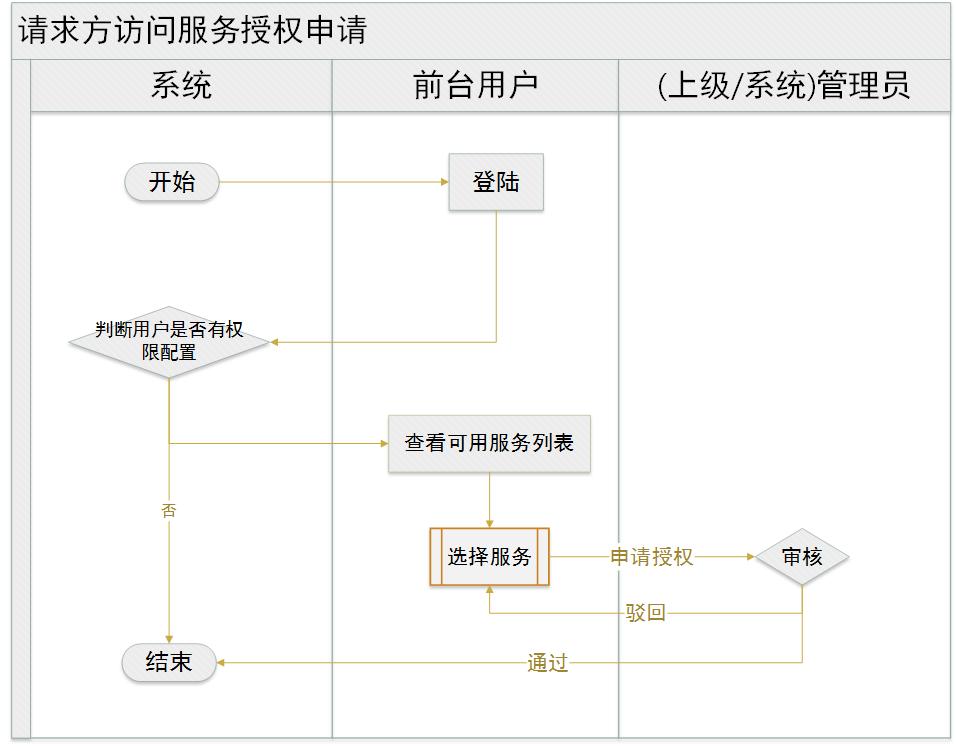 请求方访问服务授权申请
系统
前台用户
(上级/系统)管理员
开始
登陆
判断用户是否有权
限配置
查看可用服务列表
否
选择服务
申请授权
审核
驳回
结束
通过